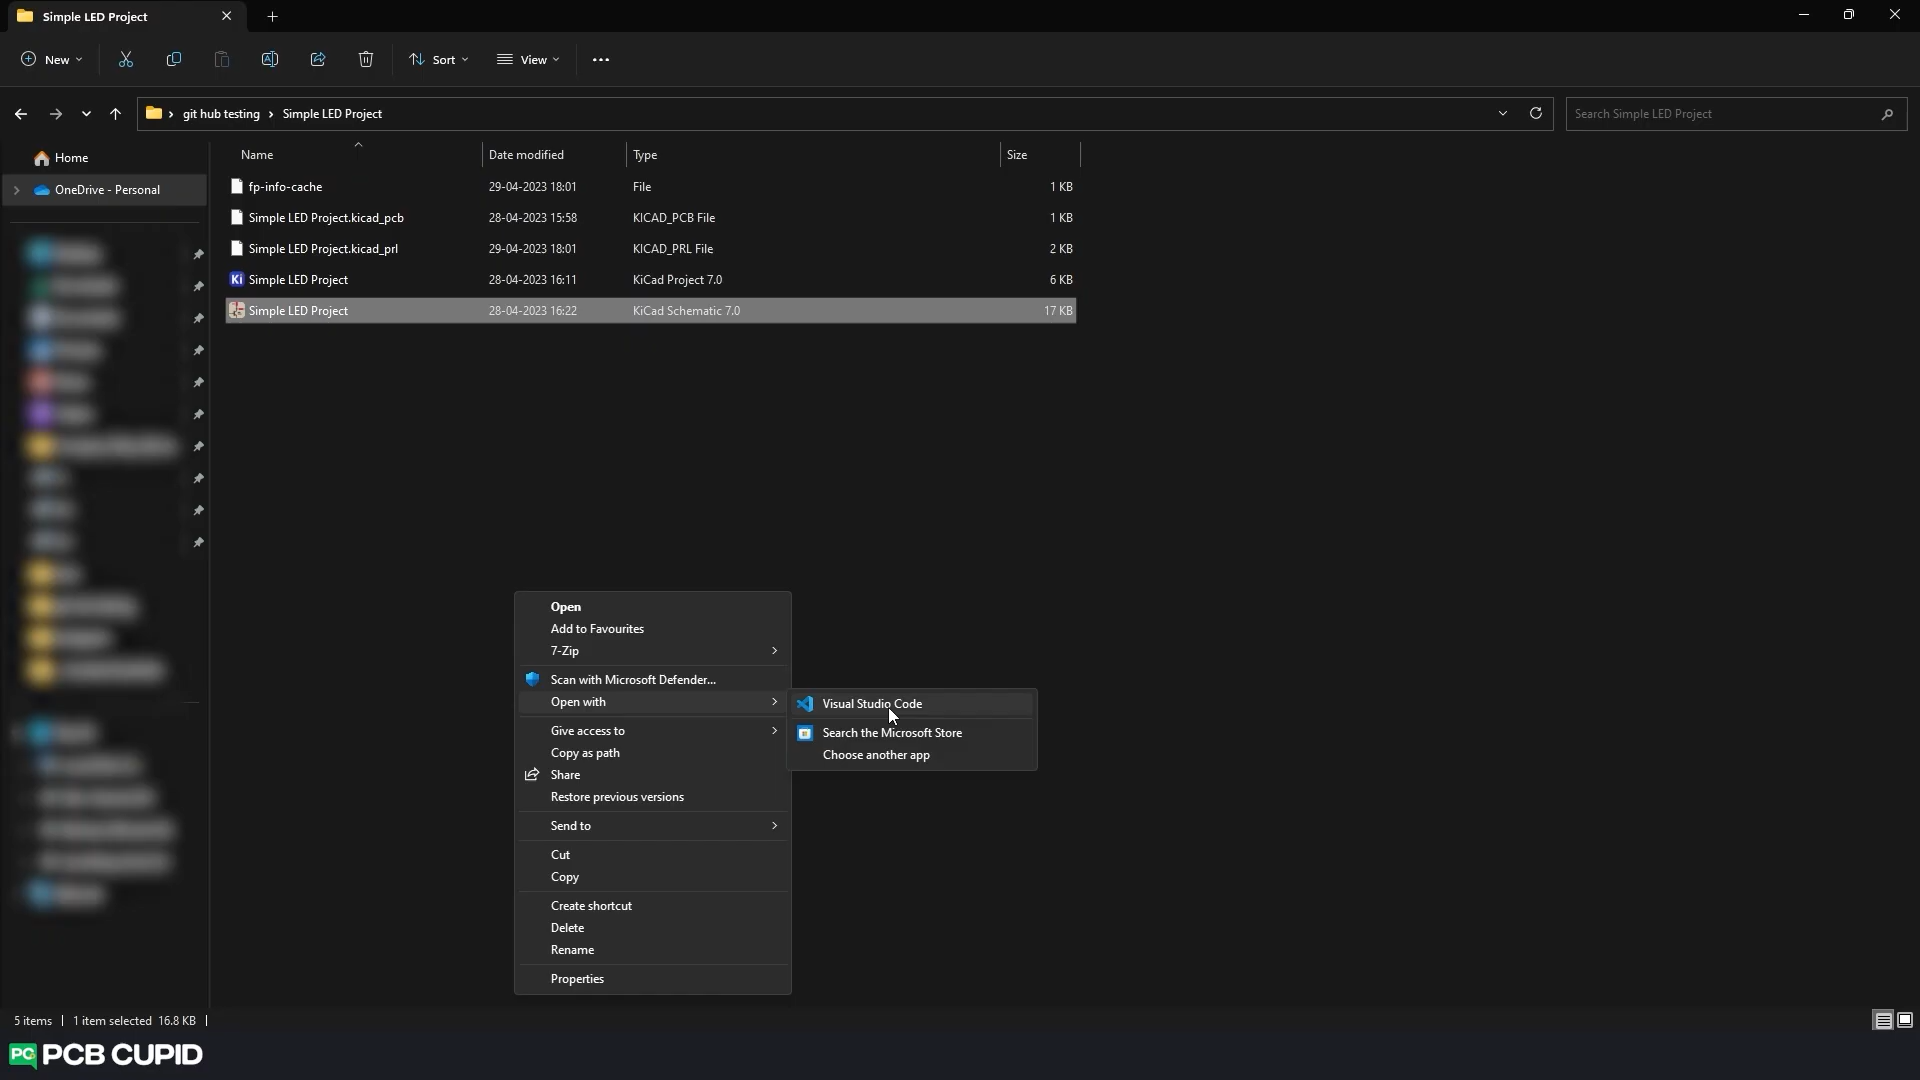 Simple LED Project
New
Sort
View
git hub testing > Simple LED Project
Search Simple LED Project
Home
OneDrive - Personal
Name Date modified Type Size
fp-info-cache 29-04-2023 18:01 File 1 KB
Simple LED Project.kicad_pcb 28-04-2023 15:58 KICAD_PCB File 1 KB
Simple LED Project.kicad_prl 29-04-2023 18:01 KICAD_PRL File 2 KB
Ki Simple LED Project 28-04-2023 16:11 KiCad Project 7.0 6 KB
Simple LED Project 28-04-2023 16:22 KiCad Schematic 7.0 17 KB
Open
Add to Favourites
7-Zip
Scan with Microsoft Defender...
Open with
Give access to
Copy as path
Share
Restore previous versions
Send to
Cut
Copy
Create shortcut
Delete
Rename
Properties
Visual Studio Code
Search the Microsoft Store
Choose another app
5 items | 1 item selected 16.8 KB |
PC PCB CUPID